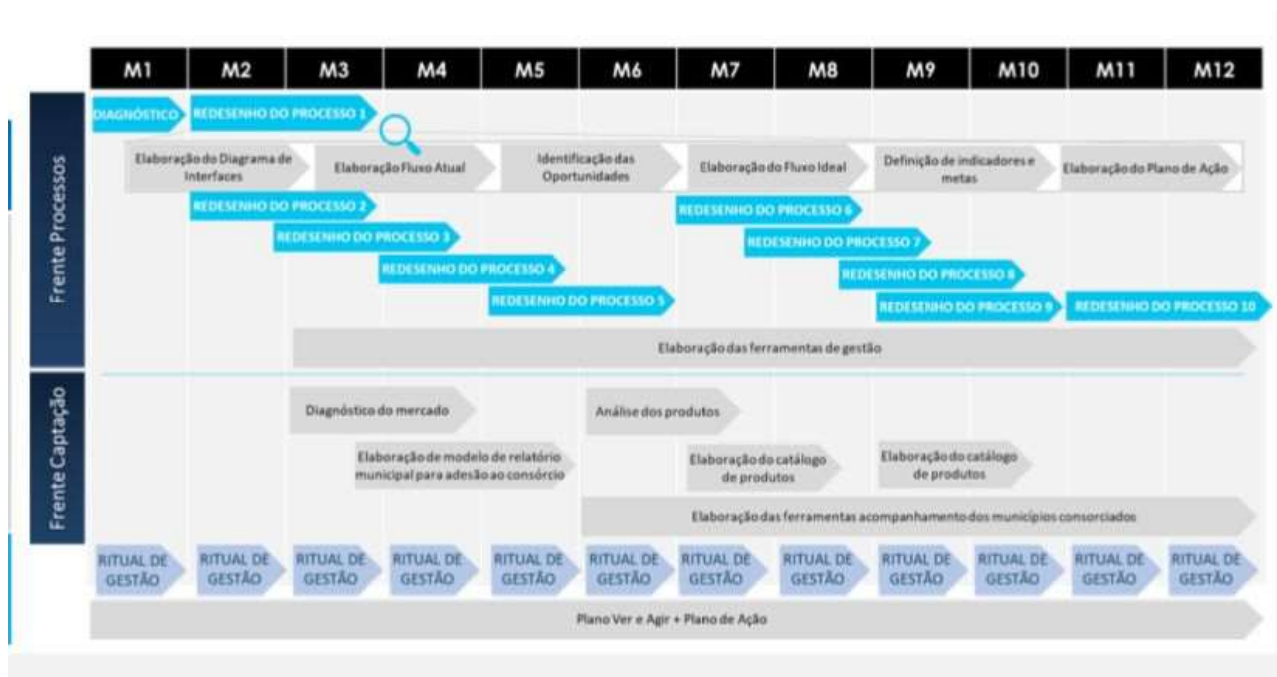 M1 M2 M3 M4 M5 M6 M7 M8 M9 M10 M11 M12
Frente Processos
DIAGNÓSTICO
REDESENHO DO PROCESSO 1
Elaboração do Diagrama de
Interfaces
Elaboração Fluxo Atual
Identificação das
Oportunidades
Elaboração do Fluxo Ideal
Definição de indicadores e
metas
Elaboração do Plano de Ação
REDESENHO DO PROCESSO 2
REDESENHO DO PROCESSO 6
REDESENHO DO PROCESSO 3
REDESENHO DO PROCESSO 7
REDESENHO DO PROCESSO 4
REDESENHO DO PROCESSO 8
REDESENHO DO PROCESSO 5
REDESENHO DO PROCESSO 9
REDESENHO DO PROCESSO 10
Elaboração das ferramentas de gestão
Frente Captação
Diagnóstico do mercado
Análise dos produtos
Elaboração de modelo de relatório
municipal para adesão ao consórcio
Elaboração do catálogo
de produtos
Elaboração do catálogo
de produtos
Elaboração das ferramentas acompanhamento dos municípios consorciados
RITUAL DE
GESTÃO
RITUAL DE
GESTÃO
RITUAL DE
GESTÃO
RITUAL DE
GESTÃO
RITUAL DE
GESTÃO
RITUAL DE
GESTÃO
RITUAL DE
GESTÃO
RITUAL DE
GESTÃO
RITUAL DE
GESTÃO
RITUAL DE
GESTÃO
RITUAL DE
GESTÃO
RITUAL DE
GESTÃO
Plano Ver e Agir + Plano de Ação